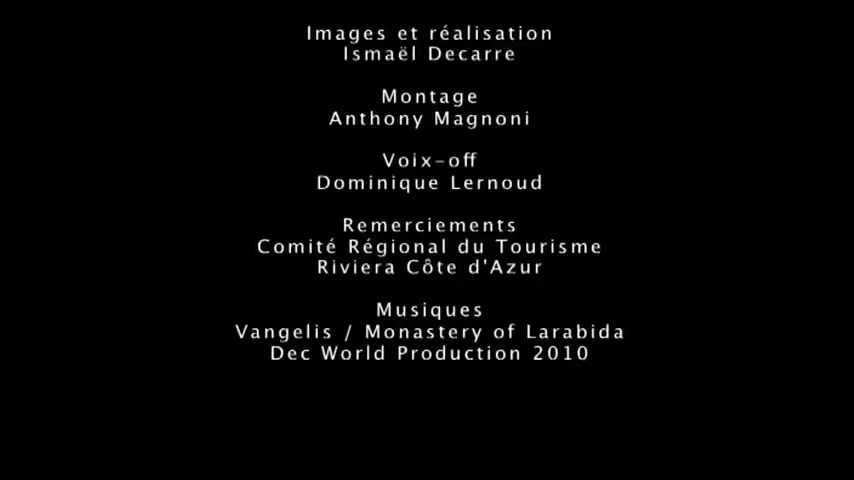 Images et réalisation
Ismaël Decarre
Montage
Anthony Magnoni
Voix-off
Dominique Lernoud
Remerciements
Comité Régional du Tourisme
Riviera Côte d'Azur
Musiques
Vangelis / Monastery of Larabida
Dec World Production 2010